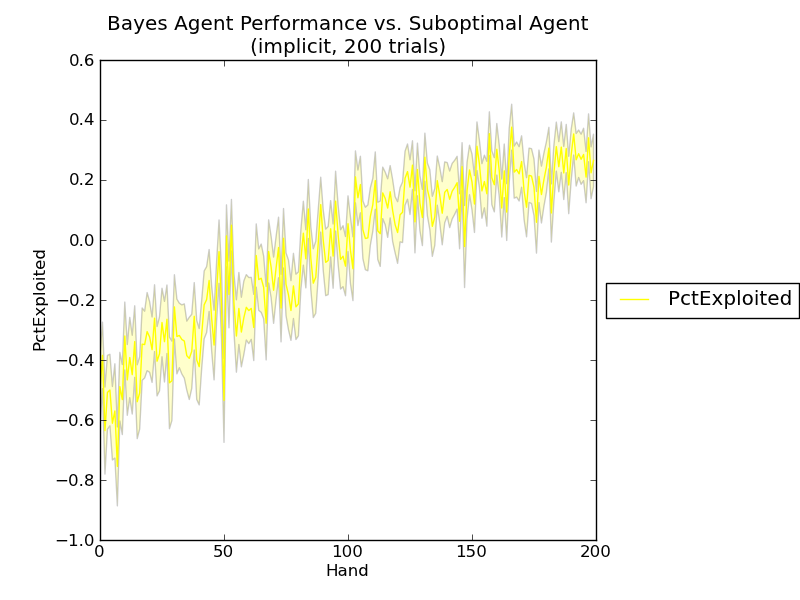 Bayes Agent Performance vs. Suboptimal Agent
(implicit, 200 trials)
0.6
0.4
0.2
0.0
−0.2
−0.4
−0.6
−0.8
−1.0
PctExploited
0 50 100 150 200
Hand
PctExploited